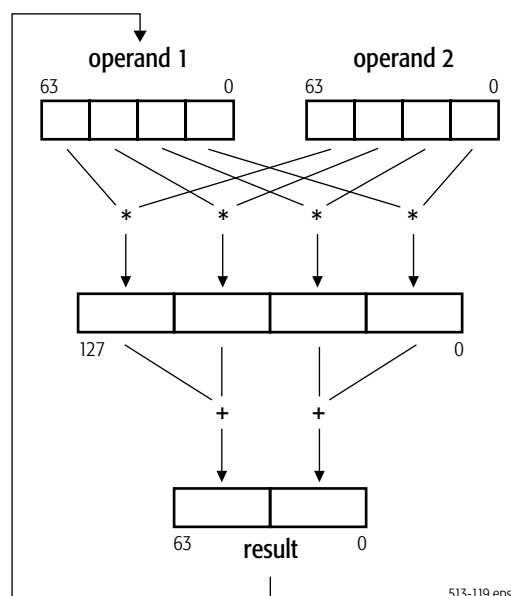 operand 1 operand 2
63 0 63 0
* * * *
127 0
+ +
63 result 0
513-119.eps